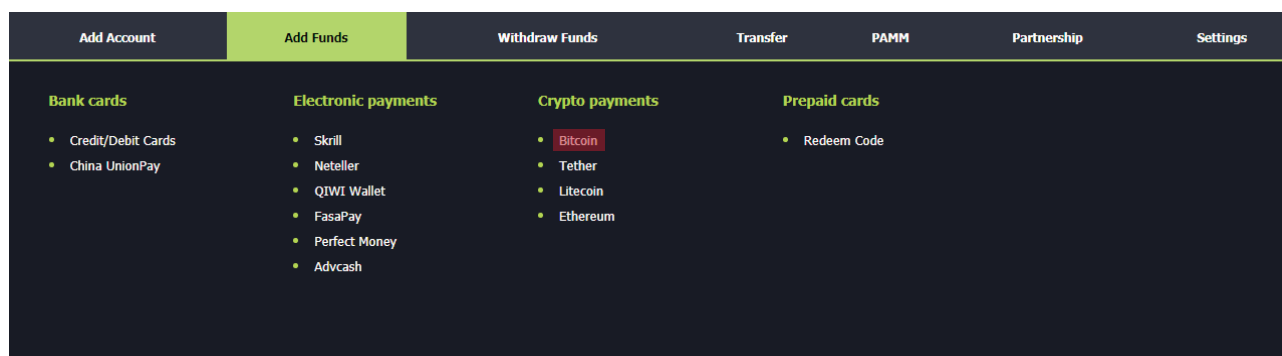 Add Account
Add Funds
Withdraw Funds
Transfer
PAMM
Partnership
Settings
Bank cards
Credit/Debit Cards
China UnionPay
Electronic payments
Skrill
Neteller
QIWI Wallet
FasaPay
Perfect Money
Advcash
Crypto payments
Bitcoin
Tether
Litecoin
Ethereum
Prepaid cards
Redeem Code